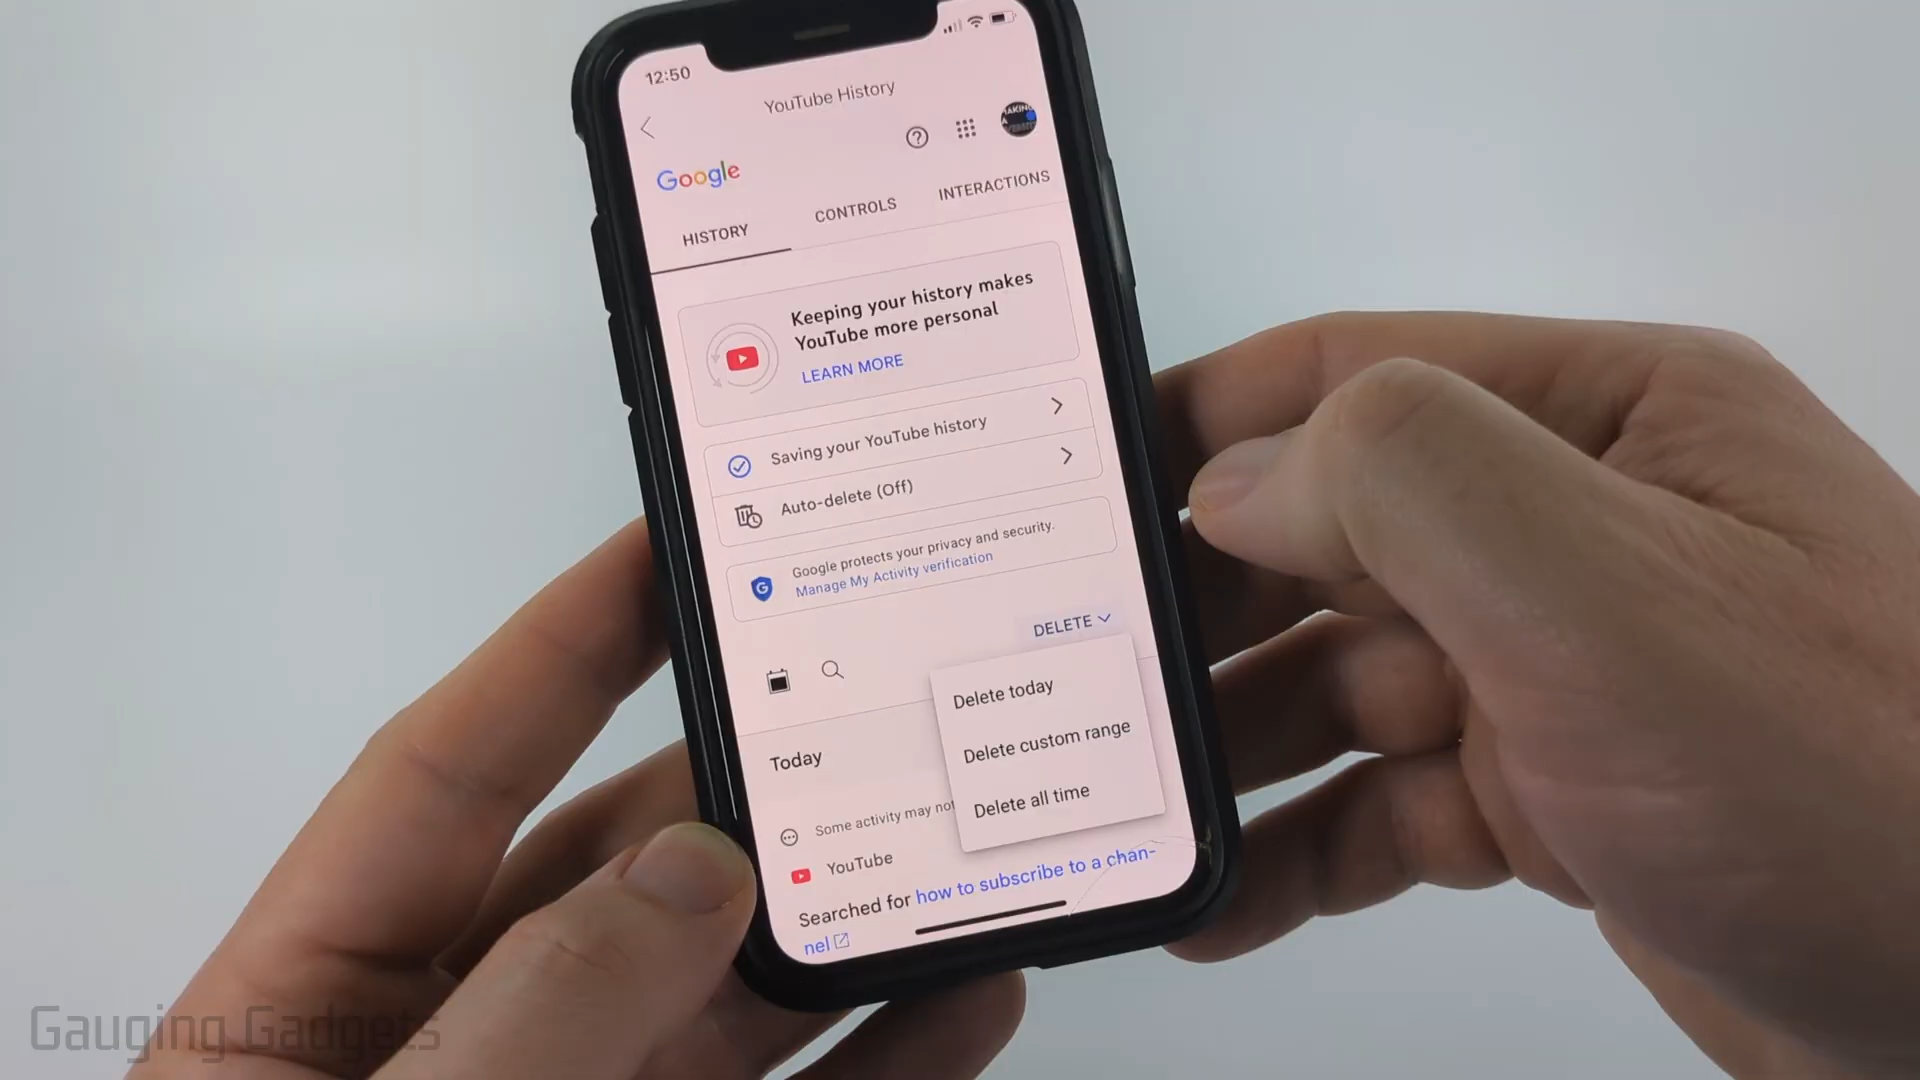 12:50
YouTube History
Google
HISTORY
CONTROLS
INTERACTIONS
Keeping your history makes
YouTube more personal
LEARN MORE
Saving your YouTube history
Auto-delete (Off)
Google protects your privacy and security.
Manage My Activity verification
DELETE
Delete today
Delete custom range
Delete all time
Today
Some activity may not
YouTube
Searched for how to subscribe to a chan-
nel
Gauging Gadgets